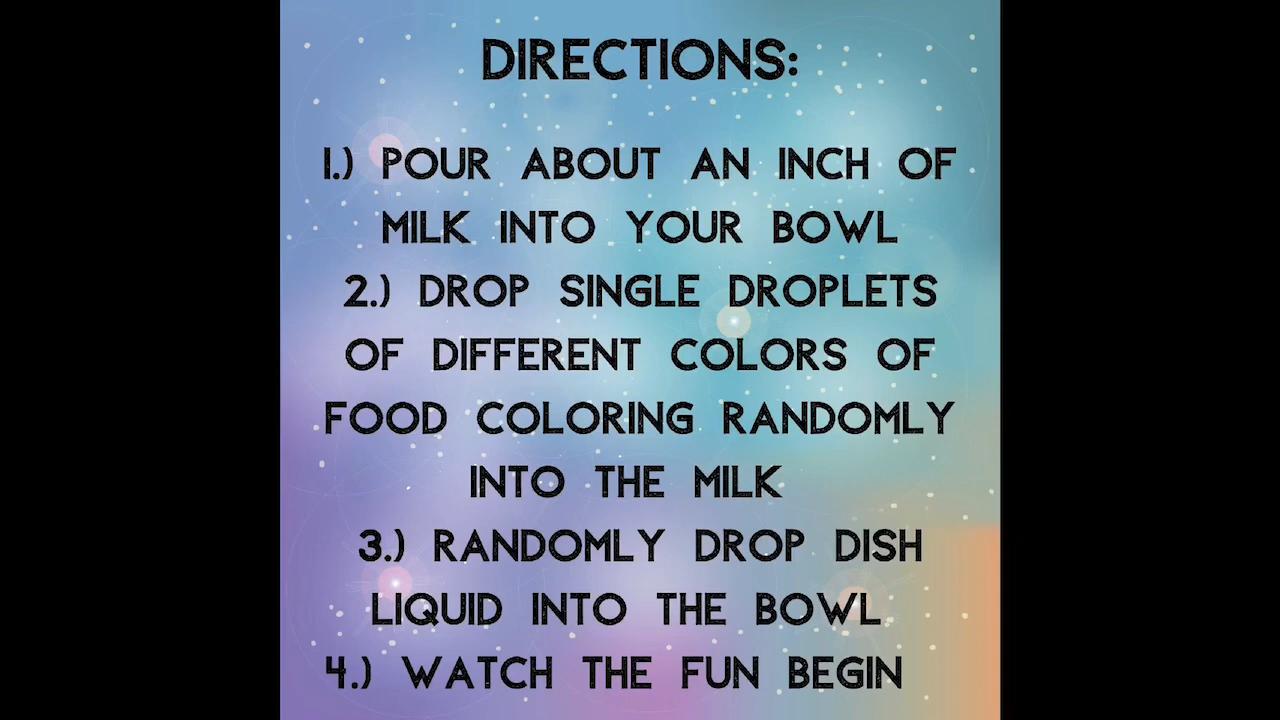 DIRECTIONS:
1.) POUR ABOUT AN INCH OF
MILK INTO YOUR BOWL
2.) DROP SINGLE DROPLETS
OF DIFFERENT COLORS OF
FOOD COLORING RANDOMLY
INTO THE MILK
3.) RANDOMLY DROP DISH
LIQUID INTO THE BOWL
4.) WATCH THE FUN BEGIN